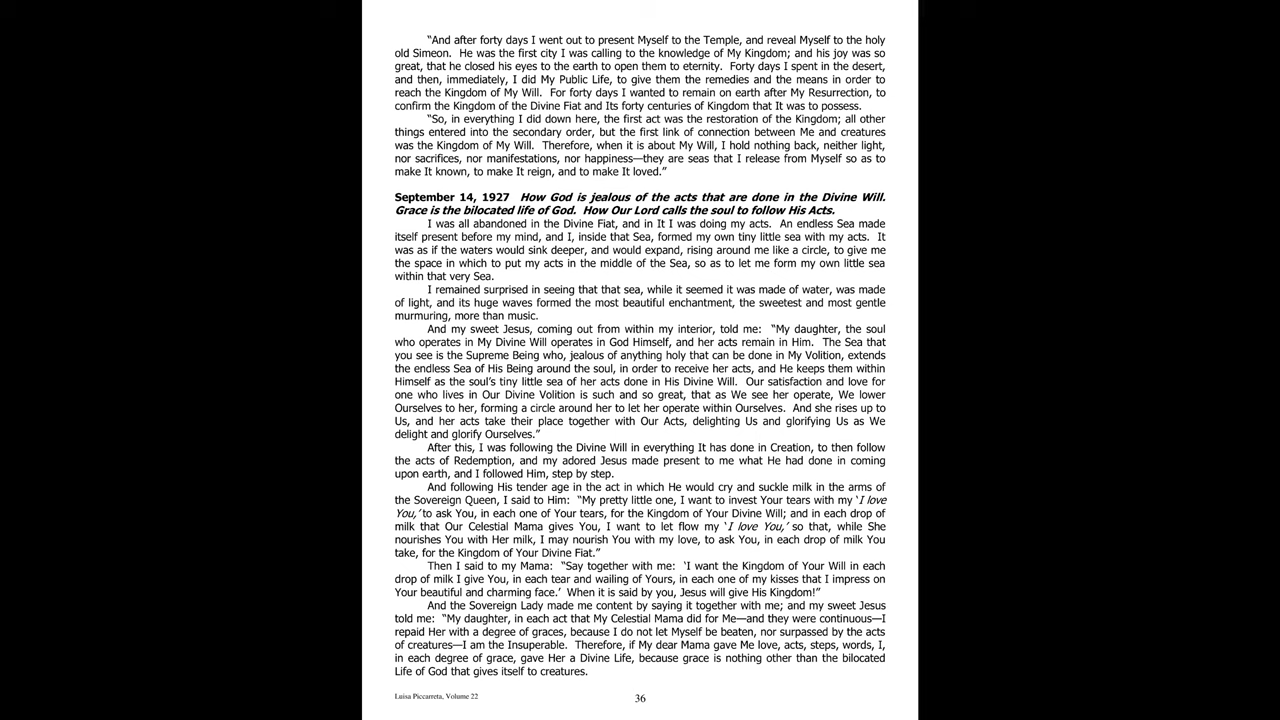 “And after forty days I went out to present Myself to the Temple, and reveal Myself to the holy
old Simeon.  He was the first city I was calling to the knowledge of My Kingdom; and his joy was so
great, that he closed his eyes to the earth to open them to eternity.  Forty days I spent in the desert,
and then, immediately, I did My Public Life, to give them the remedies and the means in order to
reach the Kingdom of My Will.  For forty days I wanted to remain on earth after My Resurrection, to
confirm the Kingdom of the Divine Fiat and Its forty centuries of Kingdom that It was to possess.
“So, in everything I did down here, the first act was the restoration of the Kingdom; all other
things entered into the secondary order, but the first link of connection between Me and creatures
was the Kingdom of My Will.  Therefore, when it is about My Will, I hold nothing back, neither light,
nor sacrifices, nor manifestations, nor happiness—they are seas that I release from Myself so as to
make It known, to make It reign, and to make It loved.”
September 14, 1927  How God is jealous of the acts that are done in the Divine Will.
Grace is the bilocated life of God.  How Our Lord calls the soul to follow His Acts.
I was all abandoned in the Divine Fiat, and in It I was doing my acts.  An endless Sea made
itself present before my mind, and I, inside that Sea, formed my own tiny little sea with my acts.  It
was as if the waters would sink deeper, and would expand, rising around me like a circle, to give me
the space in which to put my acts in the middle of the Sea, so as to let me form my own little sea
within that very Sea.
I remained surprised in seeing that that sea, while it seemed it was made of water, was made
of light, and its huge waves formed the most beautiful enchantment, the sweetest and most gentle
murmuring, more than music.
And my sweet Jesus, coming out from within my interior, told me:  “My daughter, the soul
who operates in My Divine Will operates in God Himself, and her acts remain in Him.  The Sea that
you see is the Supreme Being who, jealous of anything holy that can be done in My Volition, extends
the endless Sea of His Being around the soul, in order to receive her acts, and He keeps them within
Himself as the soul’s tiny little sea of her acts done in His Divine Will.  Our satisfaction and love for
one who lives in Our Divine Volition is such and so great, that as We see her operate, We lower
Ourselves to her, forming a circle around her to let her operate within Ourselves.  And she rises up to
Us, and her acts take their place together with Our Acts, delighting Us and glorifying Us as We
delight and glorify Ourselves.”
After this, I was following the Divine Will in everything It has done in Creation, to then follow
the acts of Redemption, and my adored Jesus made present to me what He had done in coming
upon earth, and I followed Him, step by step.
And following His tender age in the act in which He would cry and suckle milk in the arms of
the Sovereign Queen, I said to Him:  “My pretty little one, I want to invest Your tears with my ‘I love
You,’ to ask You, in each one of Your tears, for the Kingdom of Your Divine Will; and in each drop of
milk that Our Celestial Mama gives You, I want to let flow my ‘I love You,’ so that, while She
nourishes You with Her milk, I may nourish You with my love, to ask You, in each drop of milk You
take, for the Kingdom of Your Divine Fiat.”
Then I said to my Mama:  “Say together with me:  ‘I want the Kingdom of Your Will in each
drop of milk I give You, in each tear and wailing of Yours, in each one of my kisses that I impress on
Your beautiful and charming face.’  When it is said by you, Jesus will give His Kingdom!”
And the Sovereign Lady made me content by saying it together with me; and my sweet Jesus
told me:  “My daughter, in each act that My Celestial Mama did for Me—and they were continuous—I
repaid Her with a degree of graces, because I do not let Myself be beaten, nor surpassed by the acts
of creatures—I am the Insuperable.  Therefore, if My dear Mama gave Me love, acts, steps, words, I,
in each degree of grace, gave Her a Divine Life, because grace is nothing other than the bilocated
Life of God that gives itself to creatures.
Luisa Piccarreta, Volume 22
36